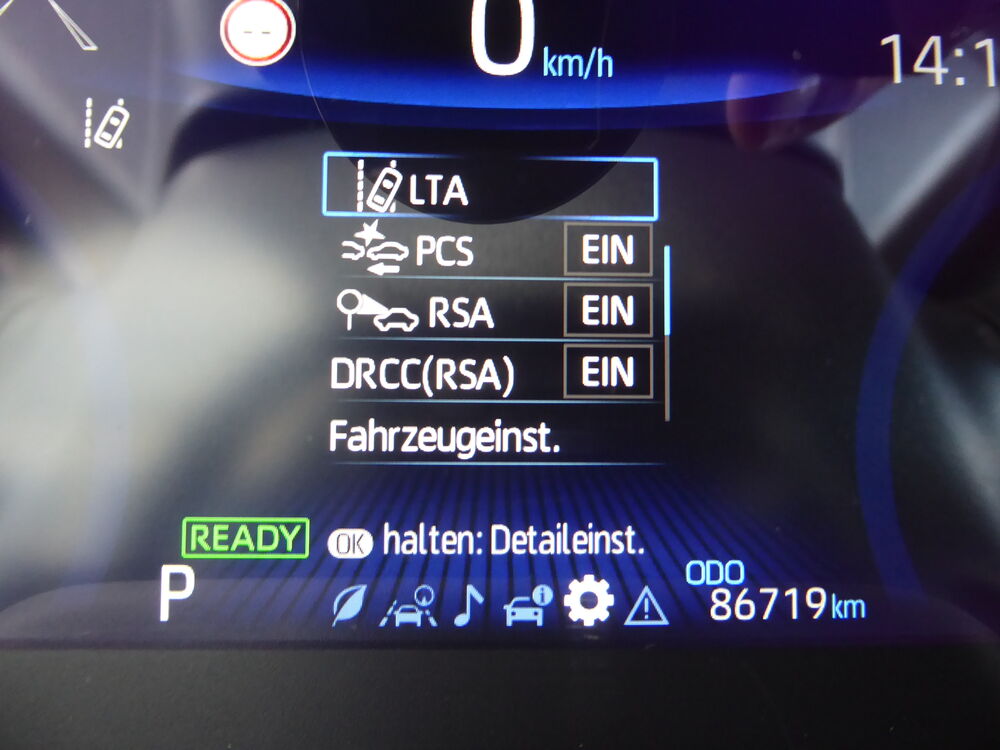 0 km/h
14:1
LTA
PCS EIN
RSA EIN
DRCC(RSA) EIN
Fahrzeugeinst.
READY OK halten: Detaileinst.
P
ODO
86719 km